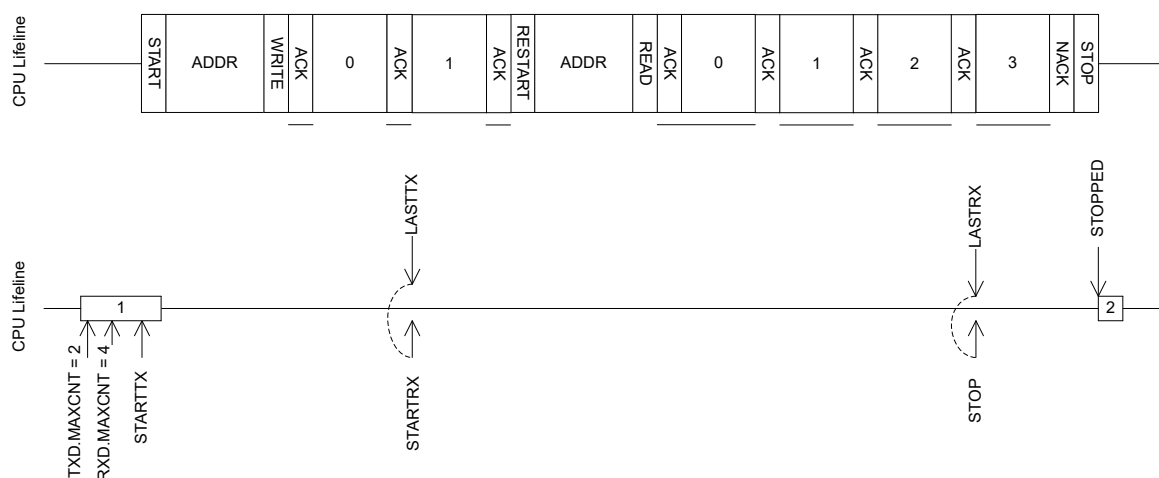 CPU Lifeline
START
ADDR
WRITE
ACK
0
ACK
1
ACK
RESTART
ADDR
READ
ACK
0
ACK
1
ACK
2
ACK
3
NACK
STOP
LASTTX
LASTRX
STOPPED
CPU Lifeline
1
2
TXD.MAXCNT = 2
RXD.MAXCNT = 4
STARTTX
STARTRX
STOP